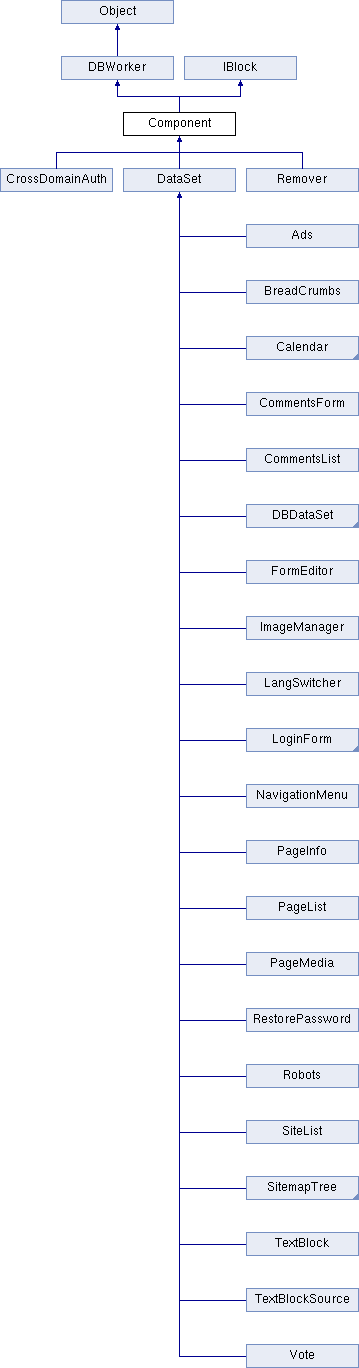 Object
DBWorker
IBlock
Component
CrossDomainAuth
DataSet
Remover
Ads
BreadCrumbs
Calendar
CommentsForm
CommentsList
DBDataSet
FormEditor
ImageManager
LangSwitcher
LoginForm
NavigationMenu
PageInfo
PageList
PageMedia
RestorePassword
Robots
SiteList
SitemapTree
TextBlock
TextBlockSource
Vote